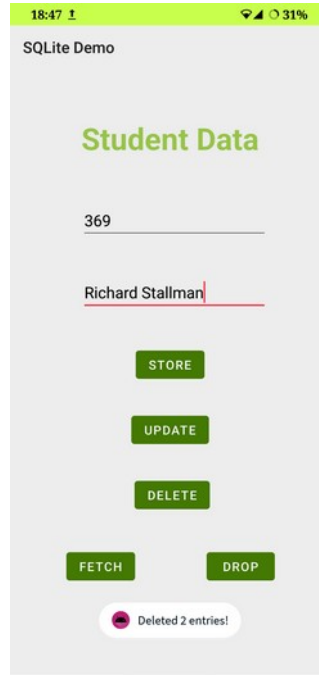 18:47 31%
SQLite Demo
Student Data
369
Richard Stallman
STORE
UPDATE
DELETE
FETCH DROP
Deleted 2 entries!